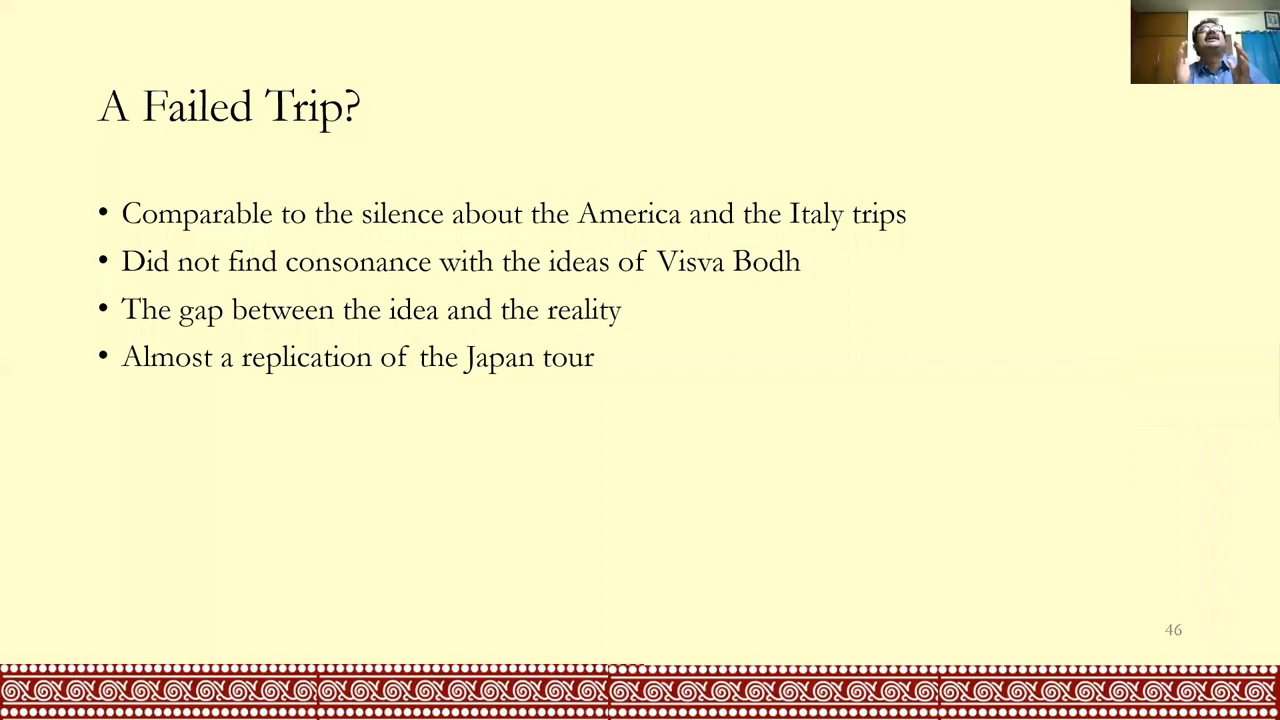 A Failed Trip?
• Comparable to the silence about the America and the Italy trips
• Did not find consonance with the ideas of Visva Bodh
• The gap between the idea and the reality
• Almost a replication of the Japan tour
46